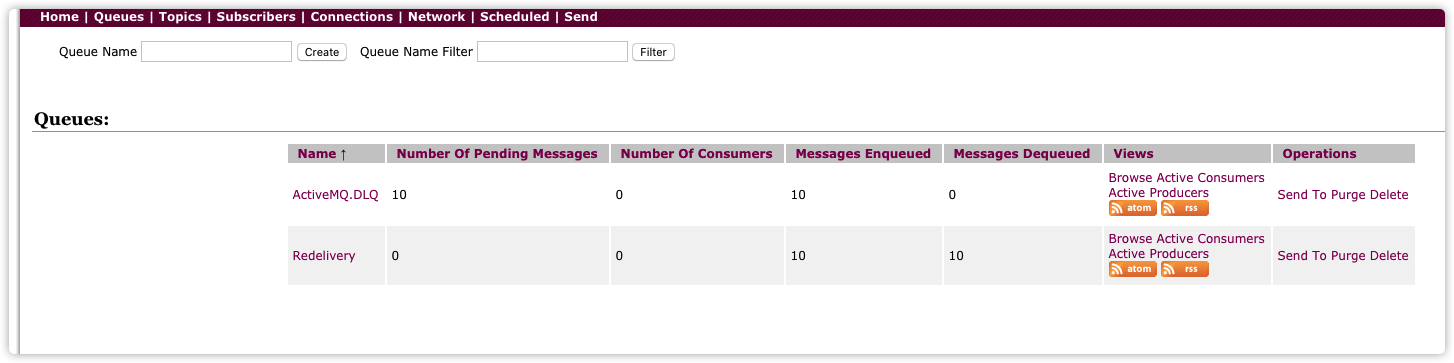 Home | Queues | Topics | Subscribers | Connections | Network | Scheduled | Send
Queue Name Create Queue Name Filter Filter
Queues:
Name ↑ Number Of Pending Messages Number Of Consumers Messages Enqueued Messages Dequeued Views Operations
ActiveMQ.DLQ 10 0 10 0 Browse Active Consumers
Active Producers
atom rss Send To Purge Delete
Redelivery 0 0 10 10 Browse Active Consumers
Active Producers
atom rss Send To Purge Delete